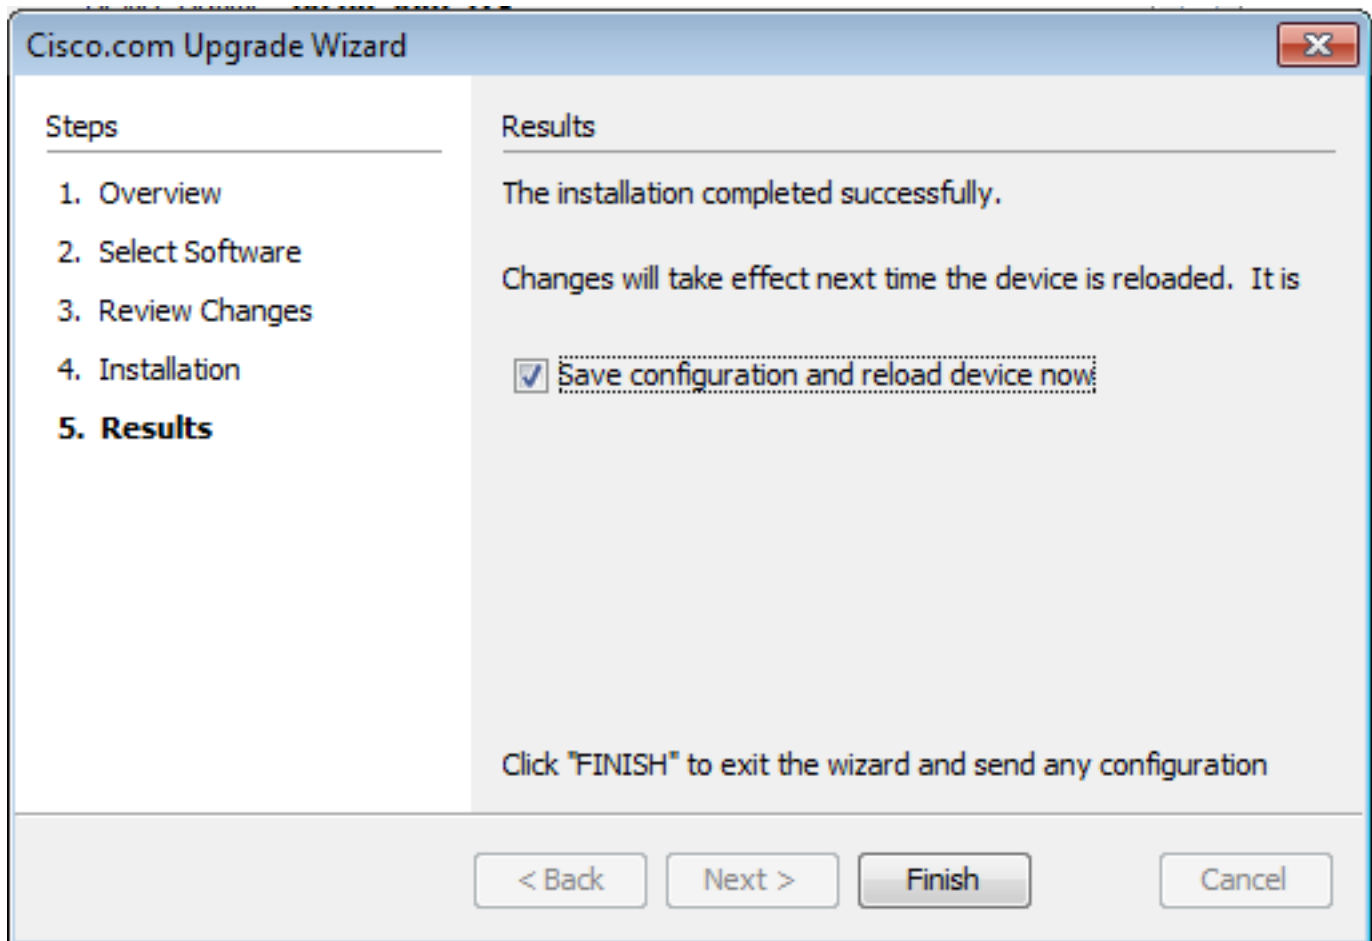 Cisco.com Upgrade Wizard
Steps
1. Overview
2. Select Software
3. Review Changes
4. Installation
5. Results
Results
The installation completed successfully.
Changes will take effect next time the device is reloaded.  It is
Save configuration and reload device now
Click "FINISH" to exit the wizard and send any configuration
< Back
Next >
Finish
Cancel